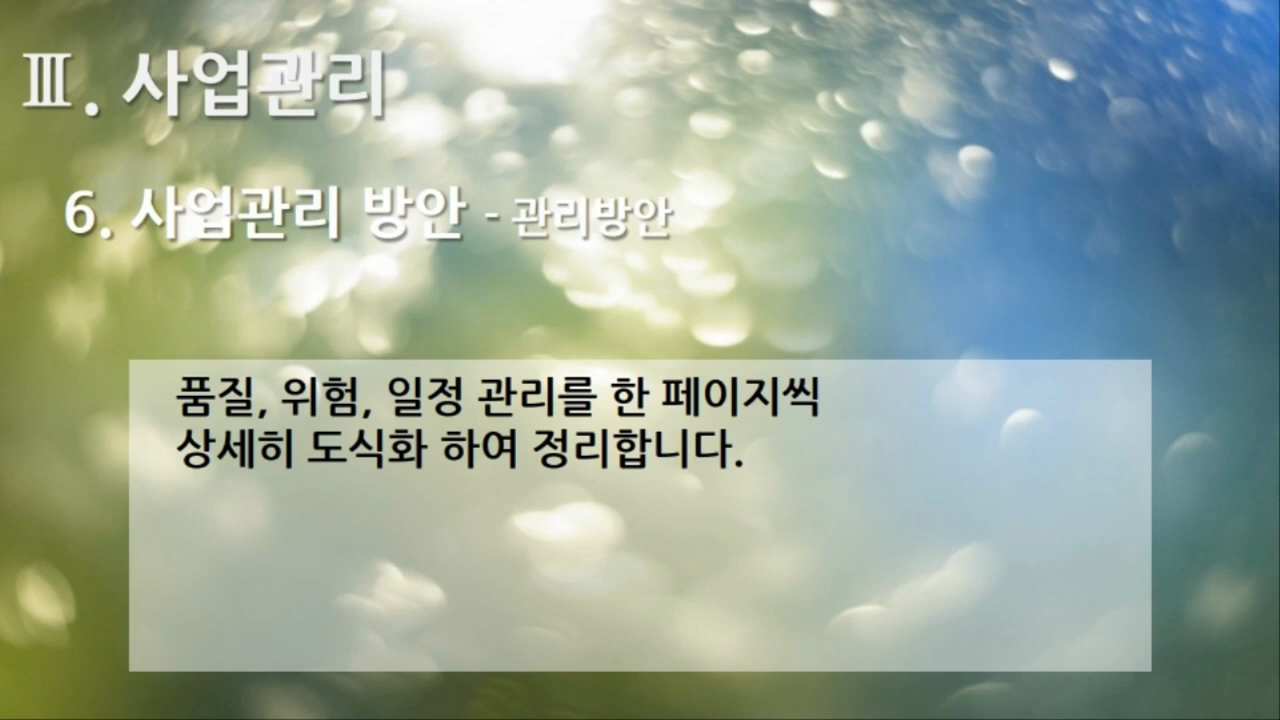 Ⅲ. 사업관리
6. 사업관리 방안 - 관리방안
품질, 위험, 일정 관리를 한 페이지씩
상세히 도식화 하여 정리합니다.